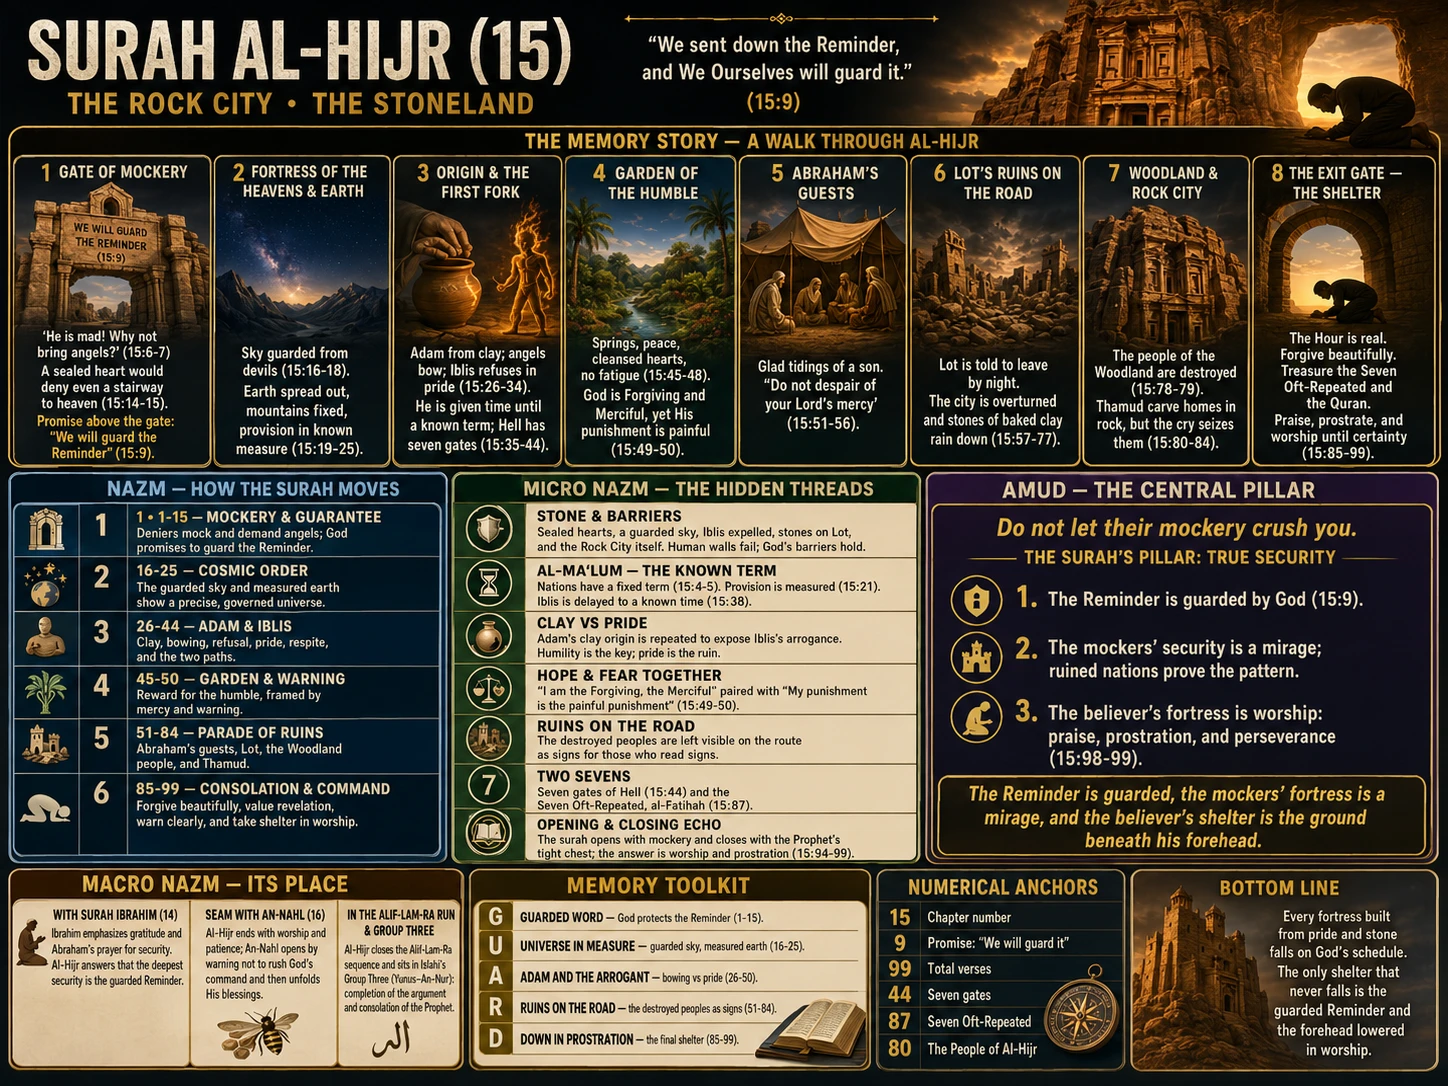 SURAH AL-HIJR (15)
THE ROCK CITY • THE STONELAND
“We sent down the Reminder,
and We Ourselves will guard it.”
(15:9)
THE MEMORY STORY — A WALK THROUGH AL-HIJR
1 GATE OF MOCKERY
WE WILL GUARD
THE REMINDER
(15:9)
‘He is mad! Why not
bring angels?’ (15:6-7)
A sealed heart would
deny even a stairway
to heaven (15:14-15).
Promise above the gate:
“We will guard the
Reminder” (15:9).
2 FORTRESS OF THE
HEAVENS & EARTH
Sky guarded from
devils (15:16-18).
Earth spread out,
mountains fixed,
provision in known
measure (15:19-25).
3 ORIGIN & THE
FIRST FORK
Adam from clay; angels
bow; Iblis refuses in
pride (15:26-34).
He is given time until
a known term; Hell has
seven gates (15:35-44).
4 GARDEN OF
THE HUMBLE
Springs, peace,
cleansed hearts,
no fatigue (15:45-48).
God is Forgiving and
Merciful, yet His
punishment is painful
(15:49-50).
5 ABRAHAM’S
GUESTS
Glad tidings of a son.
“Do not despair of
your Lord’s mercy’
(15:51-56).
6 LOT’S RUINS ON
THE ROAD
Lot is told to leave
by night.
The city is overturned
and stones of baked clay
rain down (15:57-77).
7 WOODLAND &
ROCK CITY
The people of the
Woodland are destroyed
(15:78-79).
Thamud carve homes in
rock, but the cry seizes
them (15:80-84).
8 THE EXIT GATE —
THE SHELTER
The Hour is real.
Forgive beautifully.
Treasure the Seven
Oft-Repeated and
the Quran.
Praise, prostrate, and
worship until certainty
(15:85-99).
NAZM — HOW THE SURAH MOVES
1
1 • 1-15 — MOCKERY & GUARANTEE
Deniers mock and demand angels; God
promises to guard the Reminder.
2
16-25 — COSMIC ORDER
The guarded sky and measured earth
show a precise, governed universe.
3
26-44 — ADAM & IBLIS
Clay, bowing, refusal, pride, respite,
and the two paths.
4
45-50 — GARDEN & WARNING
Reward for the humble, framed by
mercy and warning.
5
51-84 — PARADE OF RUINS
Abraham’s guests, Lot, the Woodland
people, and Thamud.
6
85-99 — CONSOLATION & COMMAND
Forgive beautifully, value revelation,
warn clearly, and take shelter in worship.
MICRO NAZM — THE HIDDEN THREADS
STONE & BARRIERS
Sealed hearts, a guarded sky, Iblis expelled, stones on Lot,
and the Rock City itself. Human walls fail; God’s barriers hold.
AL-MA‘LUM — THE KNOWN TERM
Nations have a fixed term (15:4-5). Provision is measured (15:21).
Iblis is delayed to a known time (15:38).
CLAY VS PRIDE
Adam’s clay origin is repeated to expose Iblis’s arrogance.
Humility is the key; pride is the ruin.
HOPE & FEAR TOGETHER
“I am the Forgiving, the Merciful” paired with “My punishment
is the painful punishment” (15:49-50).
RUINS ON THE ROAD
The destroyed peoples are left visible on the route
as signs for those who read signs.
7
TWO SEVENS
Seven gates of Hell (15:44) and the
Seven Oft-Repeated, al-Fatihah (15:87).
OPENING & CLOSING ECHO
The surah opens with mockery and closes with the Prophet’s
tight chest; the answer is worship and prostration (15:94-99).
AMUD — THE CENTRAL PILLAR
Do not let their mockery crush you.
THE SURAH’S PILLAR: TRUE SECURITY
1. The Reminder is guarded by God (15:9).
2. The mockers’ security is a mirage;
ruined nations prove the pattern.
3. The believer’s fortress is worship:
praise, prostration, and perseverance
(15:98-99).
The Reminder is guarded, the mockers’ fortress is a
mirage, and the believer’s shelter is the ground
beneath his forehead.
MACRO NAZM — ITS PLACE
WITH SURAH IBRAHIM (14)
Ibrahim emphasizes gratitude and
Abraham’s prayer for security.
Al-Hijr answers that the deepest
security is the guarded Reminder.
SEAM WITH AN-NAHL (16)
Al-Hijr ends with worship and
patience; An-Nahl opens by
warning not to rush God’s
command and then unfolds
His blessings.
IN THE ALIF-LAM-RA RUN
& GROUP THREE
Al-Hijr closes the Alif-Lam-Ra
sequence and sits in Islahi’s
Group Three (Yunus–An-Nur):
completion of the argument
and consolation of the Prophet.
الر
MEMORY TOOLKIT
G GUARDED WORD — God protects the Reminder (1-15).
U UNIVERSE IN MEASURE — guarded sky, measured earth (16-25).
A ADAM AND THE ARROGANT — bowing vs pride (26-50).
R RUINS ON THE ROAD — the destroyed peoples as signs (51-84).
D DOWN IN PROSTRATION — the final shelter (85-99).
NUMERICAL ANCHORS
15 Chapter number
9 Promise: “We will guard it”
99 Total verses
44 Seven gates
87 Seven Oft-Repeated
80 The People of Al-Hijr
BOTTOM LINE
Every fortress built
from pride and stone
falls on God’s schedule.
The only shelter that
never falls is the
guarded Reminder and
the forehead lowered
in worship.